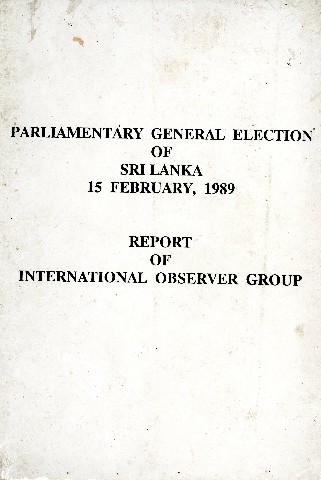 PARLIAMENTARY GENERAL ELECTION
OF
SRI LANKA
15 FEBRUARY, 1989
REPORT
OF
INTERNATIONAL OBSERVER GROUP